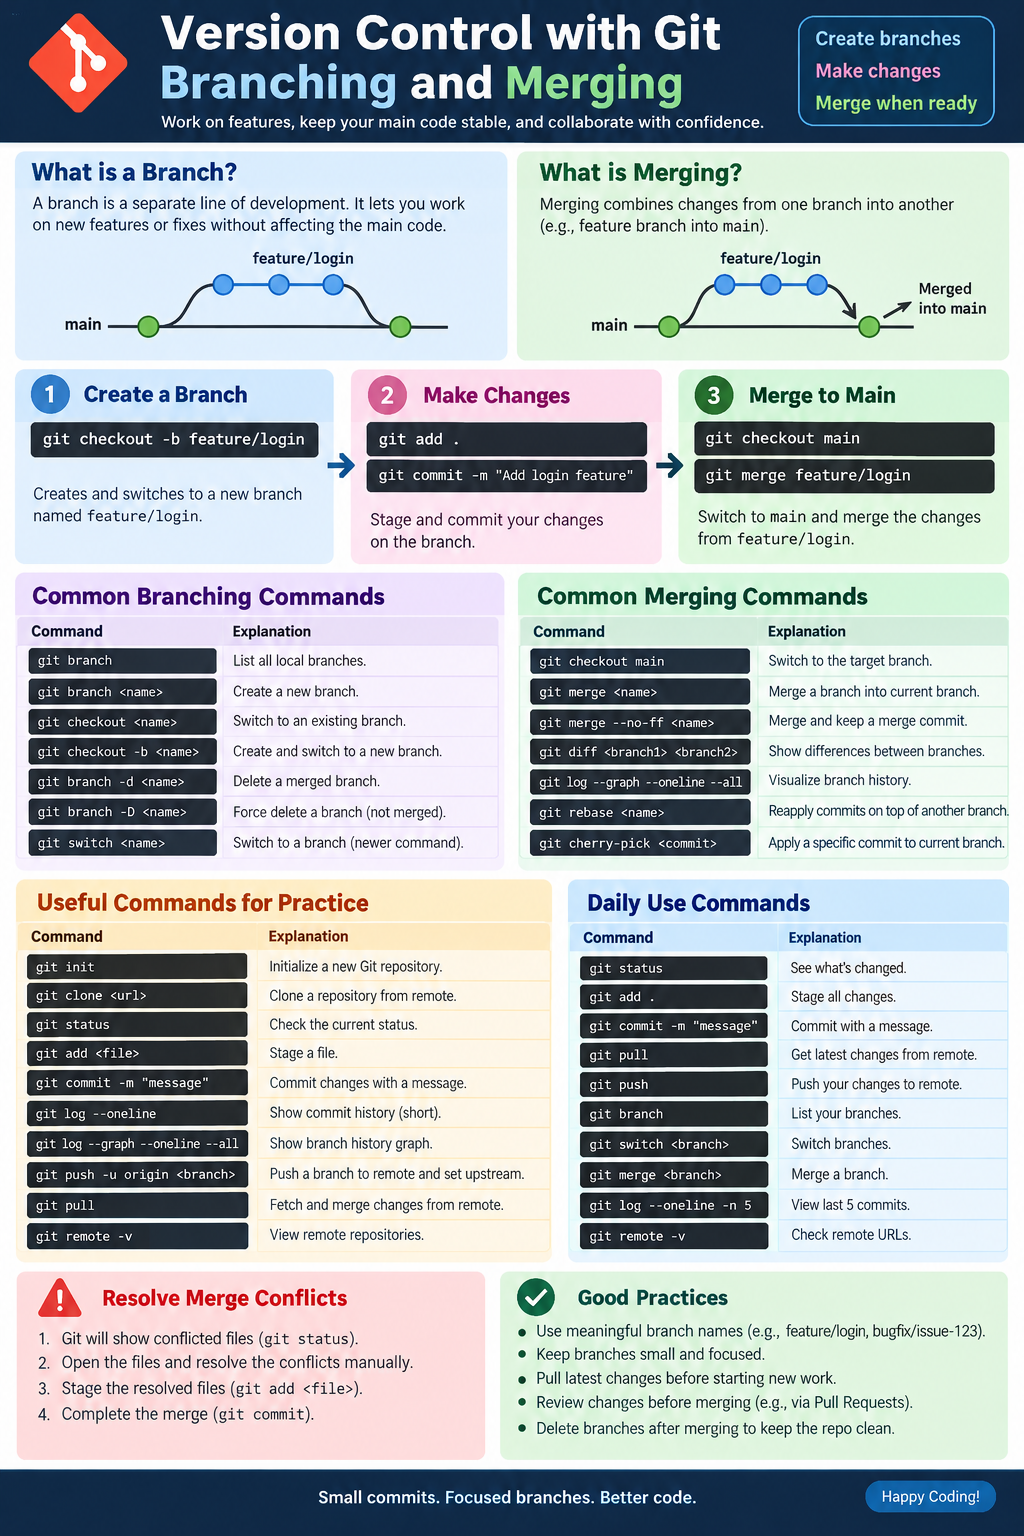 Version Control with Git
Branching and Merging
Work on features, keep your main code stable, and collaborate with confidence.
Create branches
Make changes
Merge when ready
What is a Branch?
A branch is a separate line of development. It lets you work
on new features or fixes without affecting the main code.
feature/login
main
What is Merging?
Merging combines changes from one branch into another
(e.g., feature branch into main).
feature/login
main
Merged
into main
1 Create a Branch
git checkout -b feature/login
Creates and switches to a new branch
named feature/login.
2 Make Changes
git add .
git commit -m "Add login feature"
Stage and commit your changes
on the branch.
3 Merge to Main
git checkout main
git merge feature/login
Switch to main and merge the changes
from feature/login.
Common Branching Commands
Command Explanation
git branch List all local branches.
git branch <name> Create a new branch.
git checkout <name> Switch to an existing branch.
git checkout -b <name> Create and switch to a new branch.
git branch -d <name> Delete a merged branch.
git branch -D <name> Force delete a branch (not merged).
git switch <name> Switch to a branch (newer command).
Common Merging Commands
Command Explanation
git checkout main Switch to the target branch.
git merge <name> Merge a branch into current branch.
git merge --no-ff <name> Merge and keep a merge commit.
git diff <branch1> <branch2> Show differences between branches.
git log --graph --oneline --all Visualize branch history.
git rebase <name> Reapply commits on top of another branch.
git cherry-pick <commit> Apply a specific commit to current branch.
Useful Commands for Practice
Command Explanation
git init Initialize a new Git repository.
git clone <url> Clone a repository from remote.
git status Check the current status.
git add <file> Stage a file.
git commit -m "message" Commit changes with a message.
git log --oneline Show commit history (short).
git log --graph --oneline --all Show branch history graph.
git push -u origin <branch> Push a branch to remote and set upstream.
git pull Fetch and merge changes from remote.
git remote -v View remote repositories.
Daily Use Commands
Command Explanation
git status See what's changed.
git add . Stage all changes.
git commit -m "message" Commit with a message.
git pull Get latest changes from remote.
git push Push your changes to remote.
git branch List your branches.
git switch <branch> Switch branches.
git merge <branch> Merge a branch.
git log --oneline -n 5 View last 5 commits.
git remote -v Check remote URLs.
Resolve Merge Conflicts
1. Git will show conflicted files (git status).
2. Open the files and resolve the conflicts manually.
3. Stage the resolved files (git add <file>).
4. Complete the merge (git commit).
Good Practices
• Use meaningful branch names (e.g., feature/login, bugfix/issue-123).
• Keep branches small and focused.
• Pull latest changes before starting new work.
• Review changes before merging (e.g., via Pull Requests).
• Delete branches after merging to keep the repo clean.
Small commits. Focused branches. Better code.
Happy Coding!